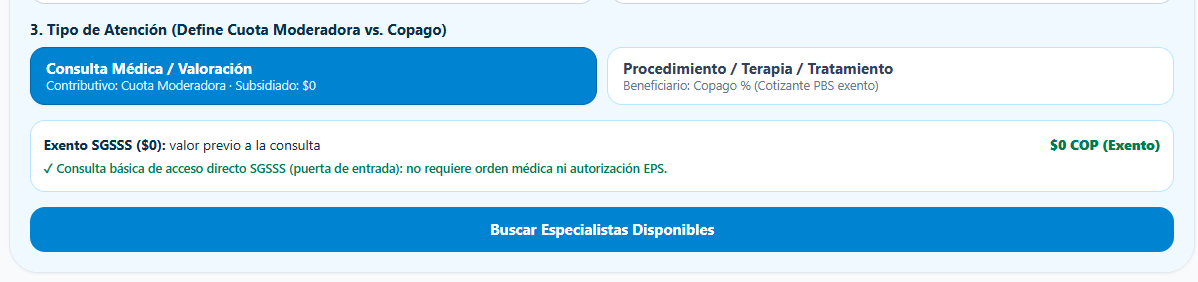 3. Tipo de Atención (Define Cuota Moderadora vs. Copago)
Consulta Médica / Valoración
Contributivo: Cuota Moderadora · Subsidiado: $0
Procedimiento / Terapia / Tratamiento
Beneficiario: Copago % (Cotizante PBS exento)
Exento SGSSS ($0): valor previo a la consulta
$0 COP (Exento)
✓ Consulta básica de acceso directo SGSSS (puerta de entrada): no requiere orden médica ni autorización EPS.
Buscar Especialistas Disponibles